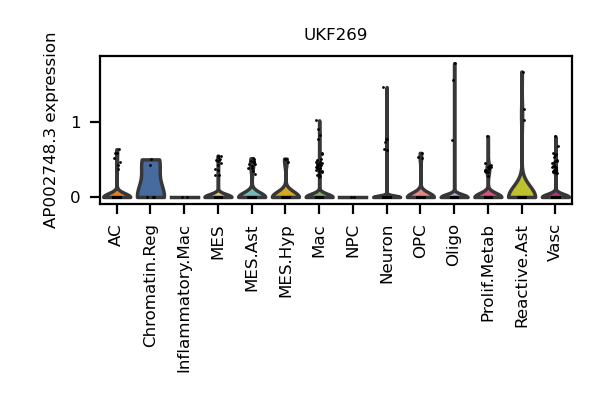 UKF269
AP002748.3 expression
1
0
AC
Chromatin.Reg
Inflammatory.Mac
MES
MES.Ast
MES.Hyp
Mac
NPC
Neuron
OPC
Oligo
Prolif.Metab
Reactive.Ast
Vasc